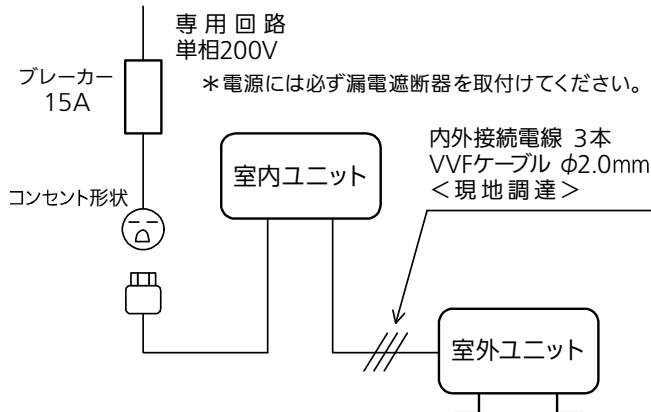 専用回路
単相200V
ブレーカー
15A
＊電源には必ず漏電遮断器を取付けてください。
内外接続電線 3本
VVFケーブル φ2.0mm
＜現地調達＞
室内ユニット
コンセント形状
室外ユニット